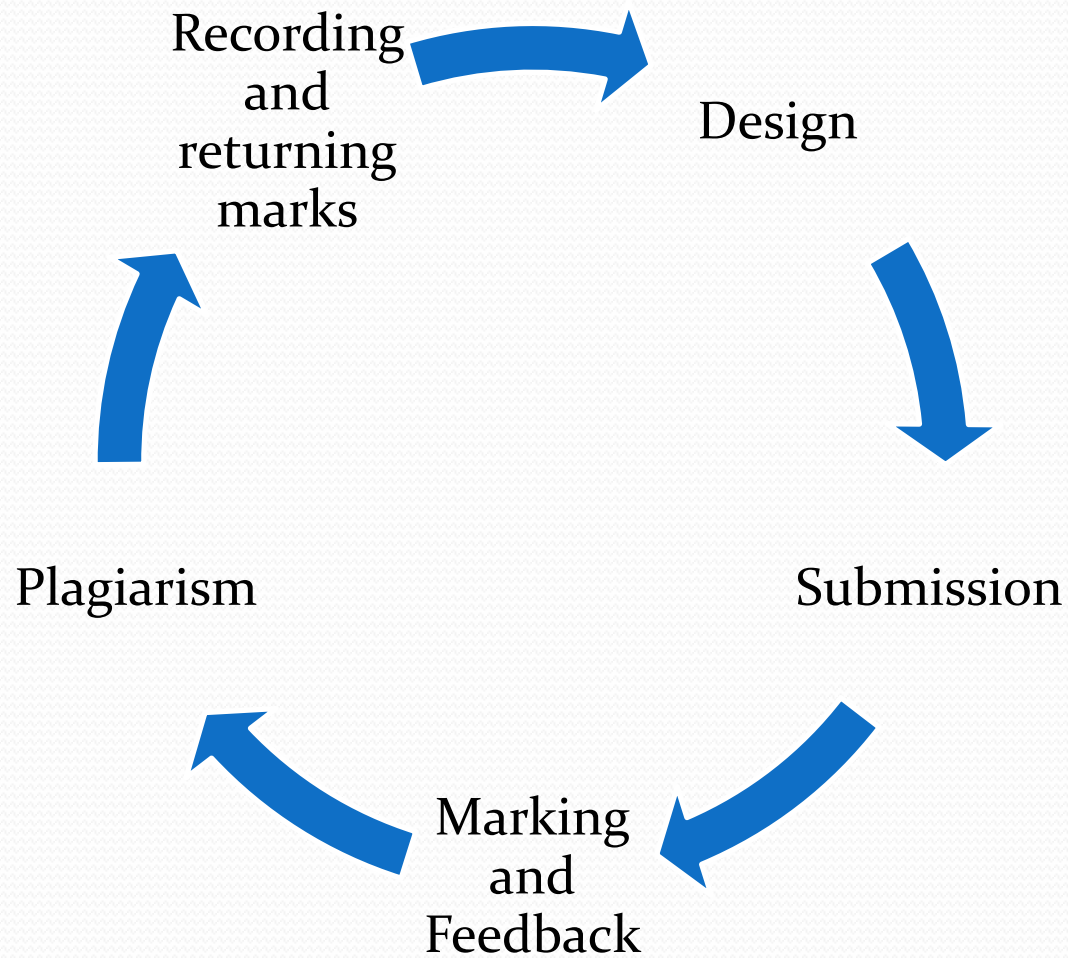 Recording
and
returning
marks
Design
Submission
Marking
and
Feedback
Plagiarism